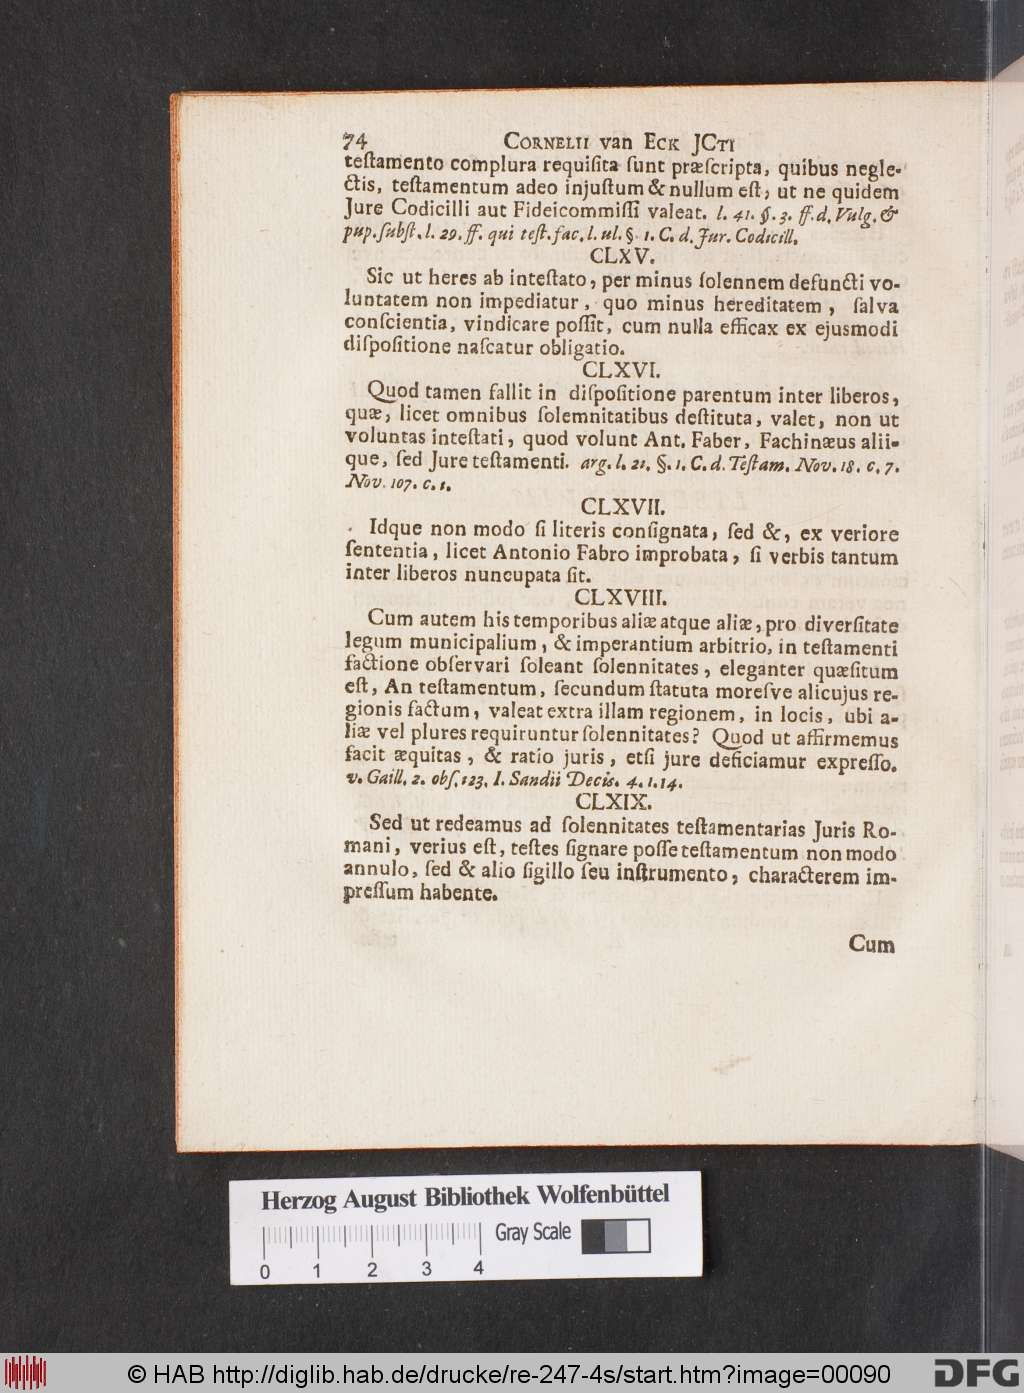 74 CORNELII van ECK JCTI
teſtamento complura requiſita ſunt præſcripta, quibus negle-
ctis, teſtamentum adeo injuſtum & nullum eſt, ut ne quidem
Jure Codicilli aut Fideicommiſſi valeat. l. 41. §. 3. ff. d. Vulg. &
pup. ſubſt. l. 29. ff. qui teſt. fac. l. ul. § 1. C. d. Jur. Codicill.
CLXV.
Sic ut heres ab inteſtato, per minus ſolennem defuncti vo-
luntatem non impediatur, quo minus hereditatem, ſalva
conſcientia, vindicare poſſit, cum nulla efficax ex ejusmodi
diſpoſitione naſcatur obligatio.
CLXVI.
Quod tamen fallit in diſpoſitione parentum inter liberos,
quæ, licet omnibus ſolemnitatibus deſtituta, valet, non ut
voluntas inteſtati, quod volunt Ant. Faber, Fachinæus alii-
que, ſed Jure teſtamenti. arg. l. 21. §. 1. C. d. Teſtam. Nov. 18. c. 7.
Nov. 107. c. 1.
CLXVII.
Idque non modo ſi literis conſignata, ſed &, ex veriore
ſententia, licet Antonio Fabro improbata, ſi verbis tantum
inter liberos nuncupata ſit.
CLXVIII.
Cum autem his temporibus aliæ atque aliæ, pro diverſitate
legum municipalium, & imperantium arbitrio, in teſtamenti
factione obſervari ſoleant ſolennitates, eleganter quæſitum
eſt, An teſtamentum, ſecundum ſtatuta moresve alicujus re-
gionis factum, valeat extra illam regionem, in locis, ubi a-
liæ vel plures requiruntur ſolennitates? Quod ut affirmemus
facit æquitas, & ratio juris, etſi jure deficiamur expreſſo.
v. Gaill. 2. obſ. 123. I. Sandii Decis. 4. 1. 14.
CLXIX.
Sed ut redeamus ad ſolennitates teſtamentarias Juris Ro-
mani, verius eſt, teſtes ſignare poſſe teſtamentum non modo
annulo, ſed & alio ſigillo ſeu inſtrumento, characterem im-
preſſum habente.
Cum
Herzog August Bibliothek Wolfenbüttel
Gray Scale
0 1 2 3 4
© HAB http://diglib.hab.de/drucke/re-247-4s/start.htm?image=00090
DFG